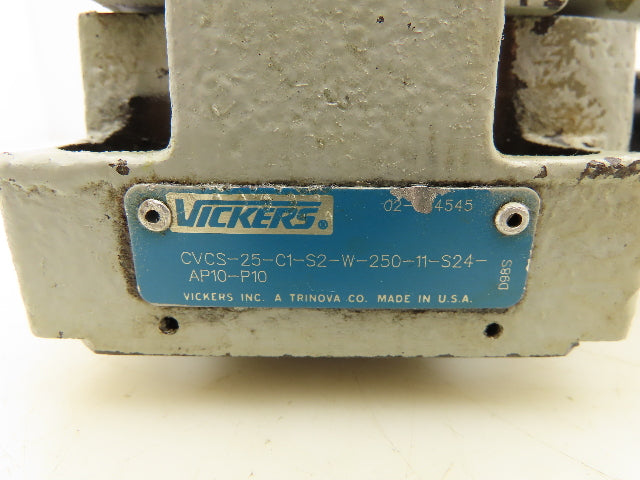 VICKERS®
02- 4545
CVCS-25-C1-S2-W-250-11-S24-
AP10-P10
D98S
VICKERS INC. A TRINOVA CO. MADE IN U.S.A.